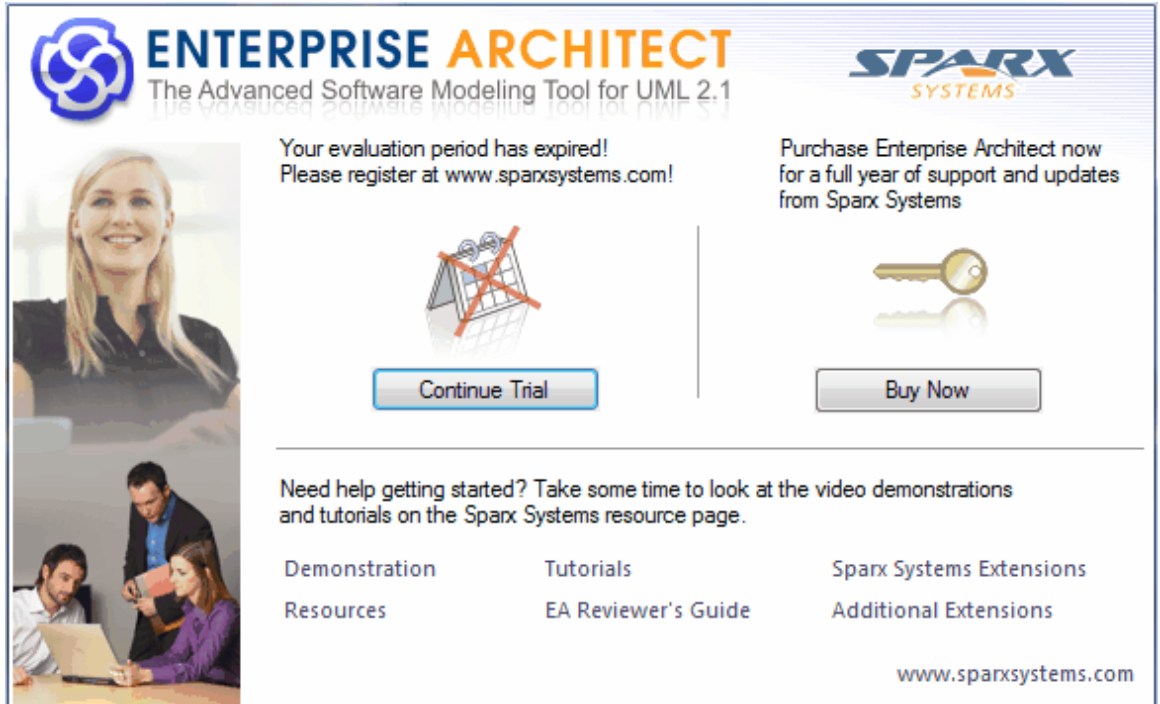 ENTERPRISE ARCHITECT
The Advanced Software Modeling Tool for UML 2.1
SPARX
SYSTEMS
Your evaluation period has expired!
Please register at www.sparxsystems.com!
Purchase Enterprise Architect now
for a full year of support and updates
from Sparx Systems
Continue Trial
Buy Now
Need help getting started? Take some time to look at the video demonstrations
and tutorials on the Sparx Systems resource page.
Demonstration
Tutorials
Sparx Systems Extensions
Resources
EA Reviewer's Guide
Additional Extensions
www.sparxsystems.com